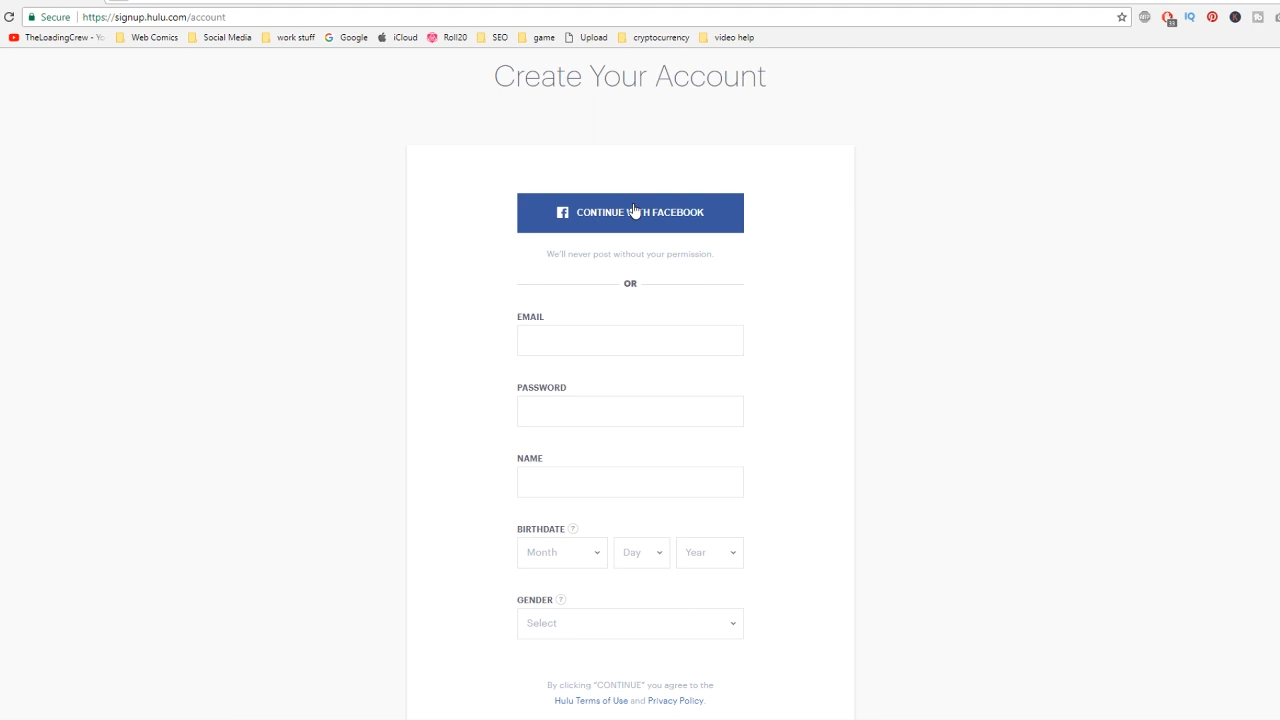 Secure https://signup.hulu.com/account
TheLoadingCrew - Yo Web Comics Social Media work stuff Google iCloud Roll20 SEO game Upload cryptocurrency video help
Create Your Account
CONTINUE WITH FACEBOOK
We'll never post without your permission.
OR
EMAIL
PASSWORD
NAME
BIRTHDATE ?
Month Day Year
GENDER ?
Select
By clicking “CONTINUE” you agree to the
Hulu Terms of Use and Privacy Policy.